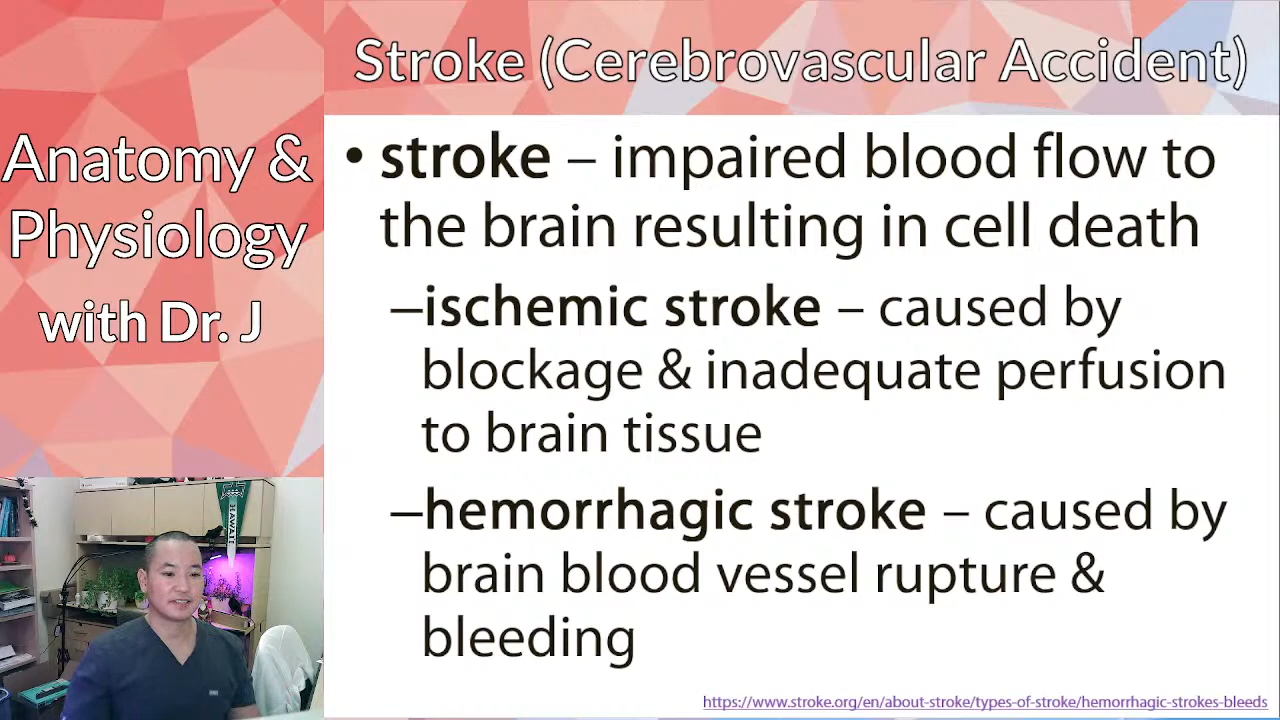 Stroke (Cerebrovascular Accident)
Anatomy &
Physiology
with Dr. J
• stroke – impaired blood flow to
the brain resulting in cell death
–ischemic stroke – caused by
blockage & inadequate perfusion
to brain tissue
–hemorrhagic stroke – caused by
brain blood vessel rupture &
bleeding
HAWAI'I
https://www.stroke.org/en/about-stroke/types-of-stroke/hemorrhagic-strokes-bleeds